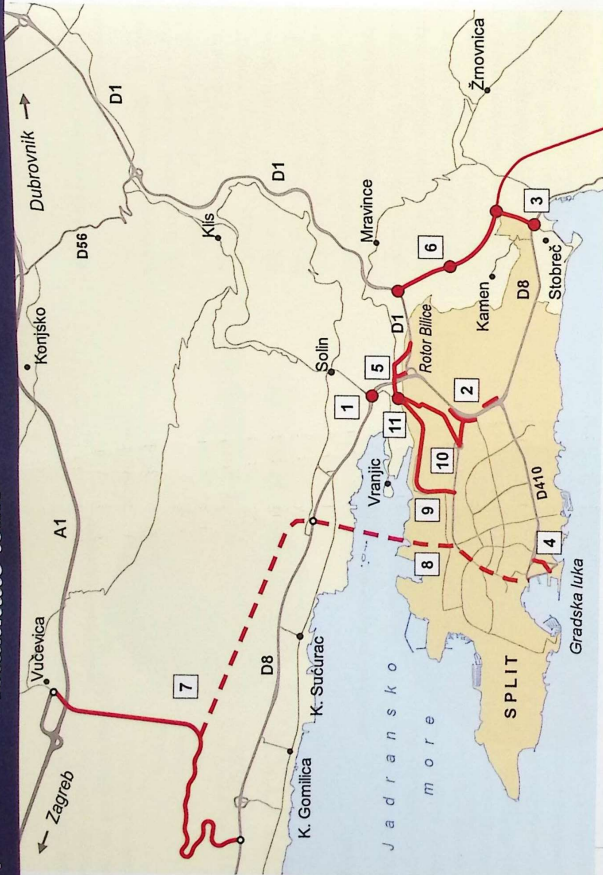 Zagreb
Vučevica
A1
Konjsko
Dubrovnik
D1
D56
Klis
D1
7
D8
Solin
Mravince
Žrnovnica
K. Gomilica
K. Sućurac
Vranjic
1
5
11
D1
Rotor Bilice
6
Kamen
3
Stobreč
D8
Jadransko
more
8
9
10
2
D410
4
SPLIT
Gradska luka